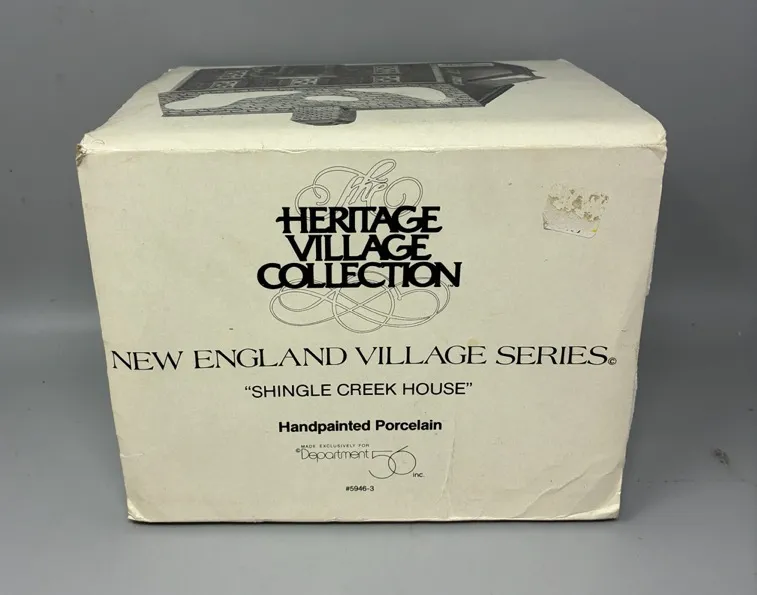 The
HERITAGE
VILLAGE
COLLECTION
NEW ENGLAND VILLAGE SERIES©
“SHINGLE CREEK HOUSE”
Handpainted Porcelain
MADE EXCLUSIVELY FOR
©Department 56 inc.
#5946-3